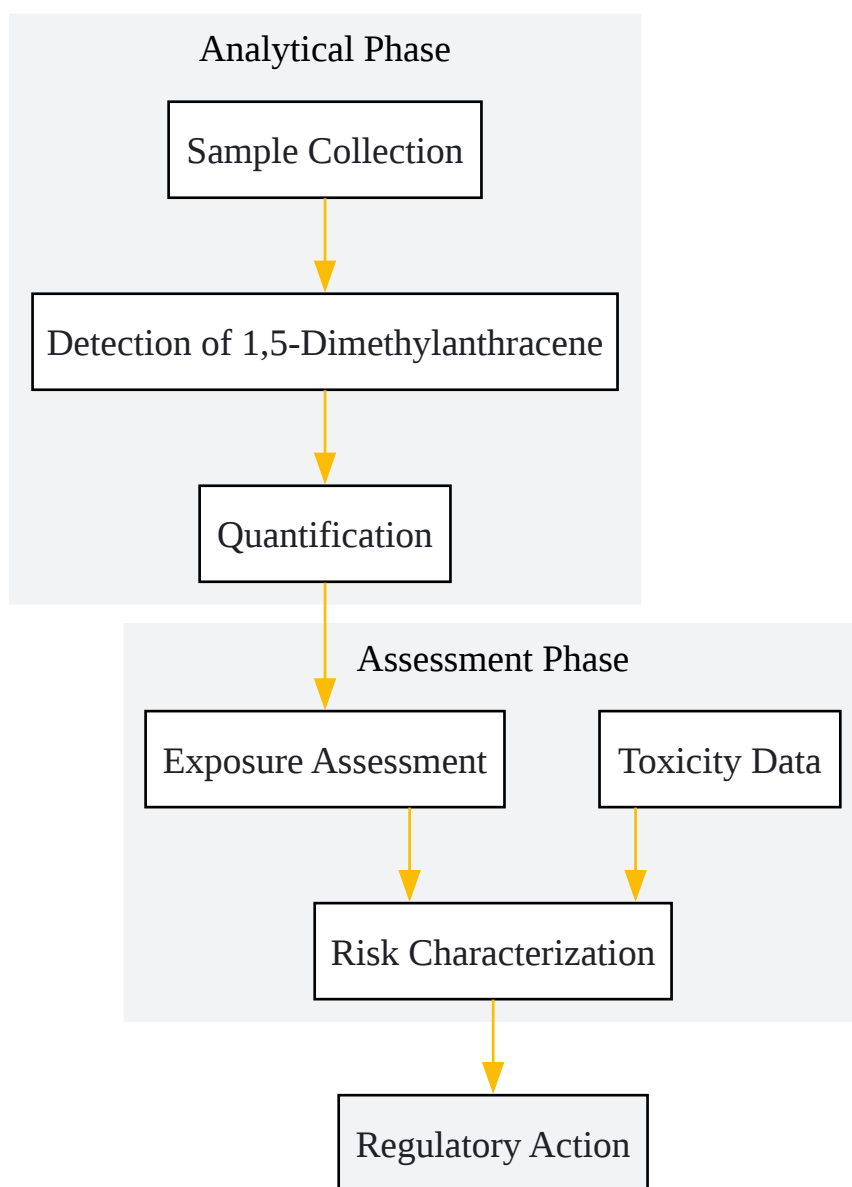 Analytical Phase
Sample Collection
Detection of 1,5-Dimethylanthracene
Quantification
Assessment Phase
Exposure Assessment
Toxicity Data
Risk Characterization
Regulatory Action